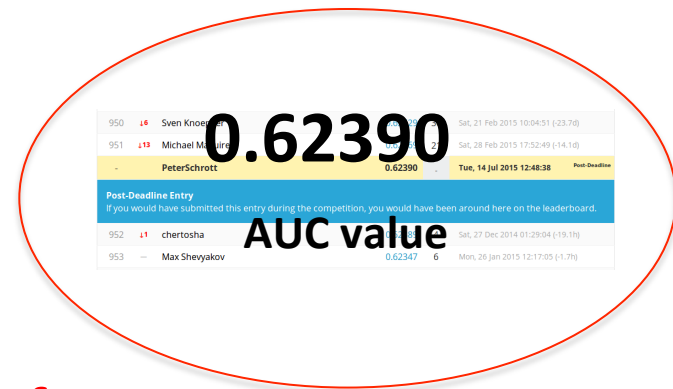 950 ↓6 Sven Sat, 21 Feb 2015 10:04:51 (-23.7d)
0.62390
951 ↓13 Michael Sat, 28 Feb 2015 17:52:49 (-14.1d)
- PeterSchrott 0.62390 - Tue, 14 Jul 2015 12:48:38 Post-Deadline
Post-Deadline Entry
If you would have submitted this entry during the competition, you would have been around here on the leaderboard.
952 ↓1 chertosha Sat, 27 Dec 2014 01:29:04 (-19.1h)
AUC value
953 — Max Shevyakov 0.62347 6 Mon, 26 Jan 2015 12:17:05 (-1.7h)